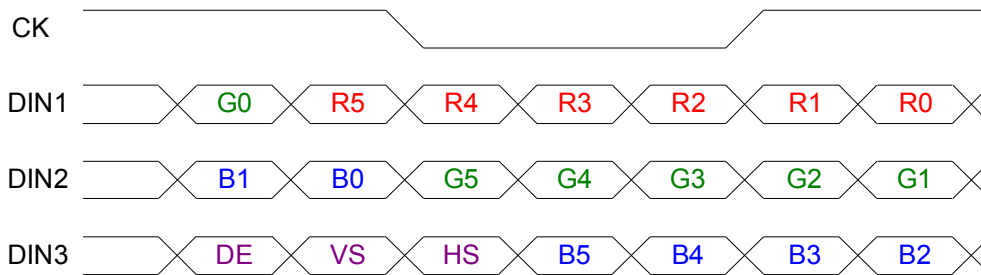 CK
DIN1 G0 R5 R4 R3 R2 R1 R0
DIN2 B1 B0 G5 G4 G3 G2 G1
DIN3 DE VS HS B5 B4 B3 B2